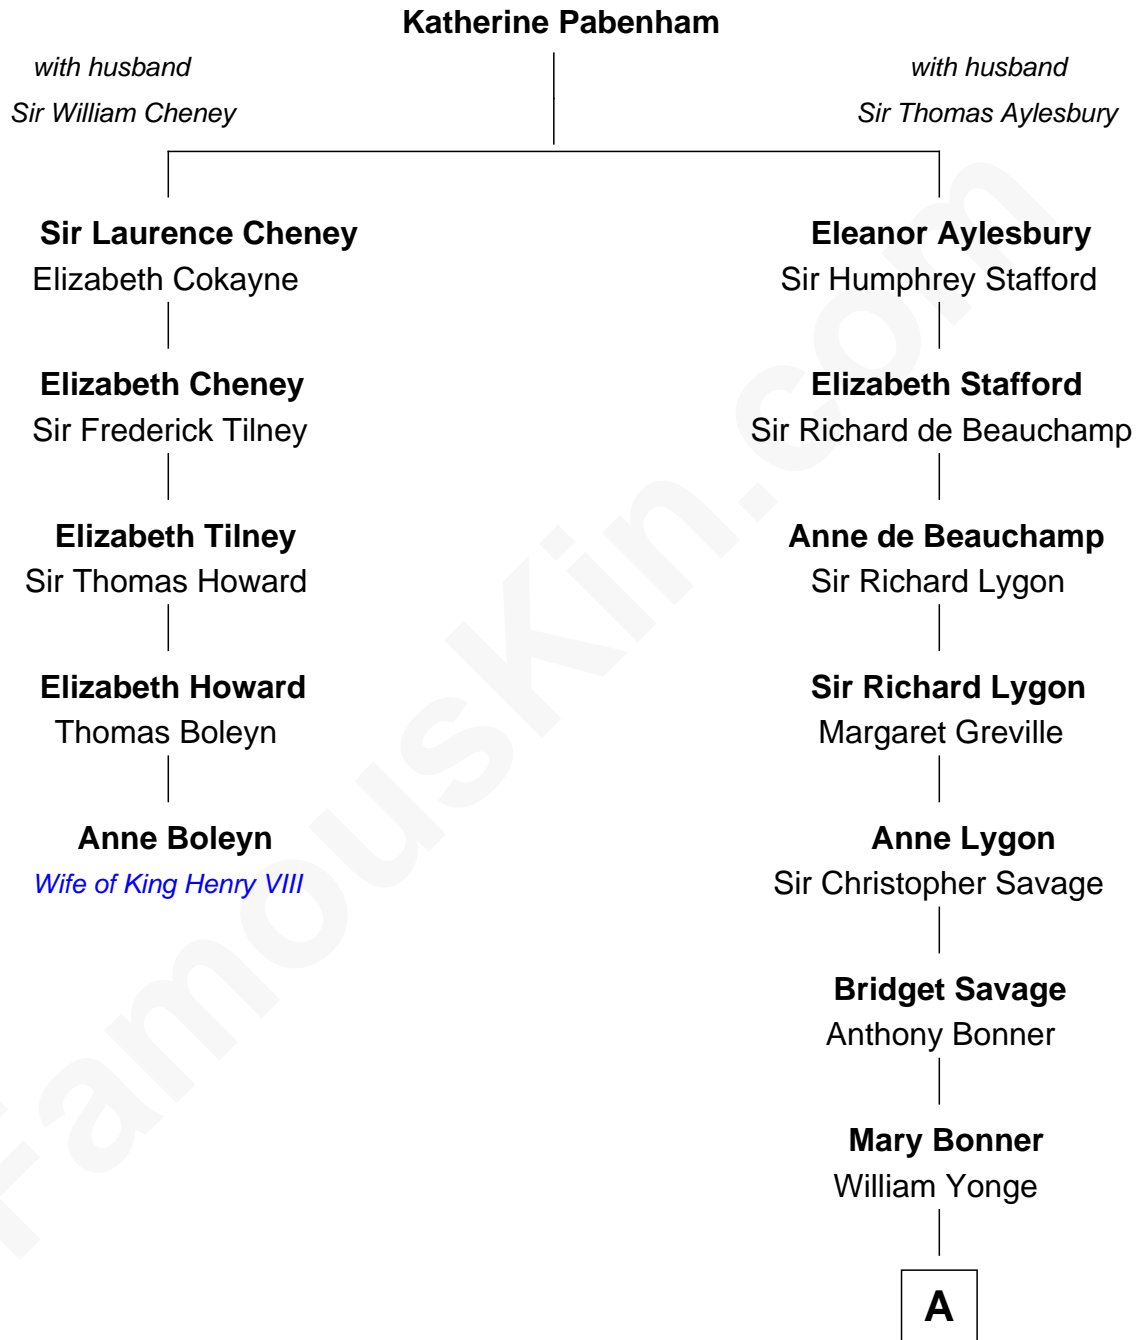 Katherine Pabenham
with husband
Sir William Cheney
with husband
Sir Thomas Aylesbury
Sir Laurence Cheney
Elizabeth Cokayne
Elizabeth Cheney
Sir Frederick Tilney
Elizabeth Tilney
Sir Thomas Howard
Elizabeth Howard
Thomas Boleyn
Anne Boleyn
Wife of King Henry VIII
Eleanor Aylesbury
Sir Humphrey Stafford
Elizabeth Stafford
Sir Richard de Beauchamp
Anne de Beauchamp
Sir Richard Lygon
Sir Richard Lygon
Margaret Greville
Anne Lygon
Sir Christopher Savage
Bridget Savage
Anthony Bonner
Mary Bonner
William Yonge
A
FamousKin.com